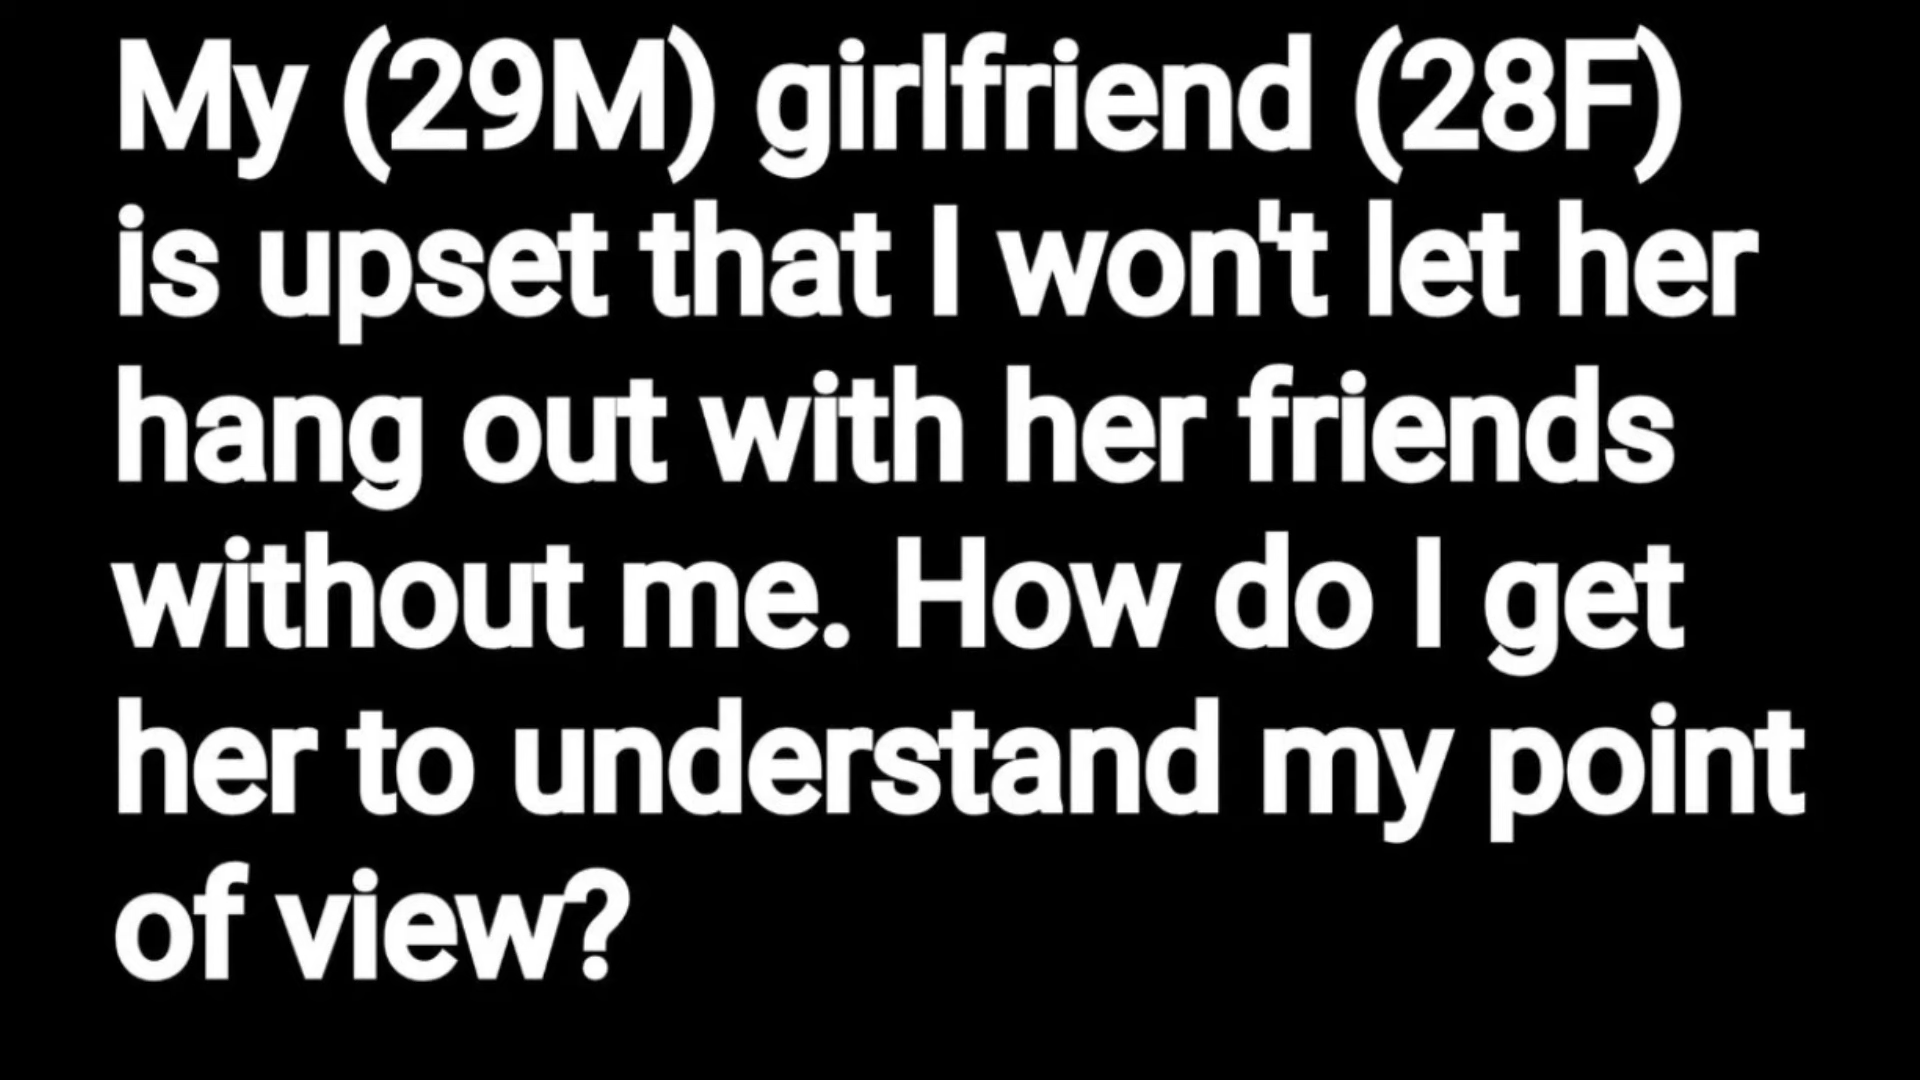 My (29M) girlfriend (28F)
is upset that I won't let her
hang out with her friends
without me. How do I get
her to understand my point
of view?